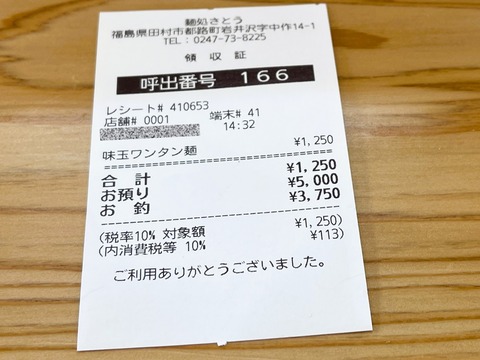 麺処さとう
福島県田村市都路町岩井沢字中作14-1
TEL: 0247-73-8225
領収証
呼出番号 166
レシート# 410653
店舗# 0001 端末# 41
14:32
味玉ワンタン麺 ¥1,250
合計 ¥1,250
お預り ¥5,000
お釣 ¥3,750
(税率10% 対象額 ¥1,250)
(内消費税等 10% ¥113)
ご利用ありがとうございました。